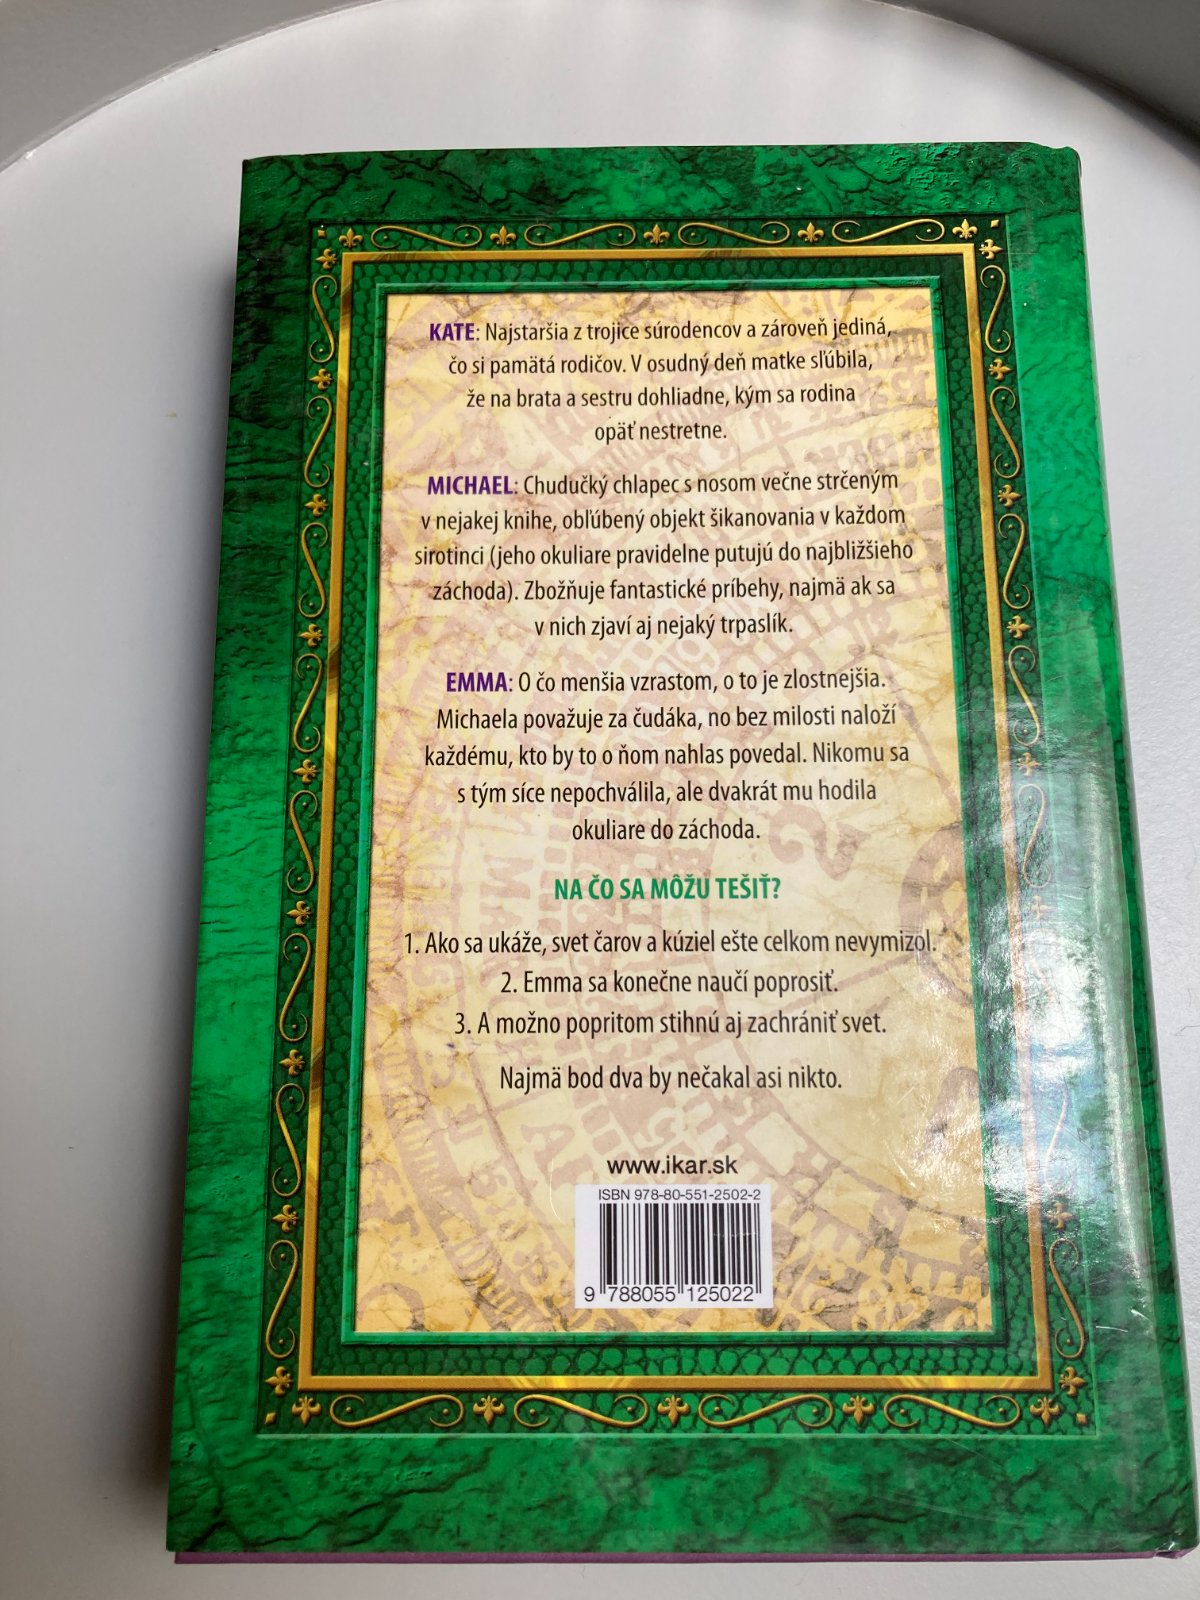 KATE: Najstaršia z trojice súrodencov a zároveň jediná,
čo si pamätá rodičov. V osudný deň matke sľúbila,
že na brata a sestru dohliadne, kým sa rodina
opäť nestretne.
MICHAEL: Chudučký chlapec s nosom večne strčeným
v nejakej knihe, obľúbený objekt šikanovania v každom
sirotinci (jeho okuliare pravidelne putujú do najbližšieho
záchoda). Zbožňuje fantastické príbehy, najmä ak sa
v nich zjaví aj nejaký trpaslík.
EMMA: O čo menšia vzrastom, o to je zlostnejšia.
Michaela považuje za čudáka, no bez milosti naloží
každému, kto by to o ňom nahlas povedal. Nikomu sa
s tým síce nepochválila, ale dvakrát mu hodila
okuliare do záchoda.
NA ČO SA MÔŽU TEŠIŤ?
1. Ako sa ukáže, svet čarov a kúziel ešte celkom nevymizol.
2. Emma sa konečne naučí poprosiť.
3. A možno popritom stihnú aj zachrániť svet.
Najmä bod dva by nečakal asi nikto.
www.ikar.sk
ISBN 978-80-551-2502-2
9 788055 125022